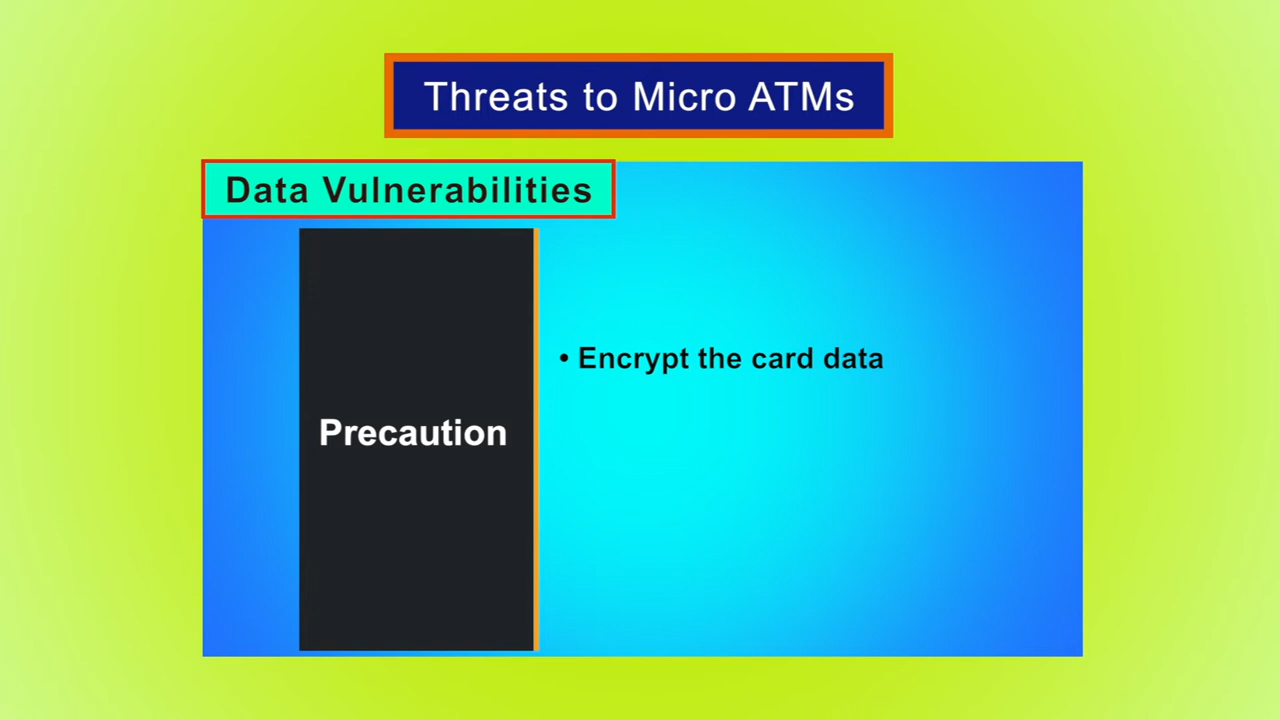 Threats to Micro ATMs
Data Vulnerabilities
Precaution
• Encrypt the card data